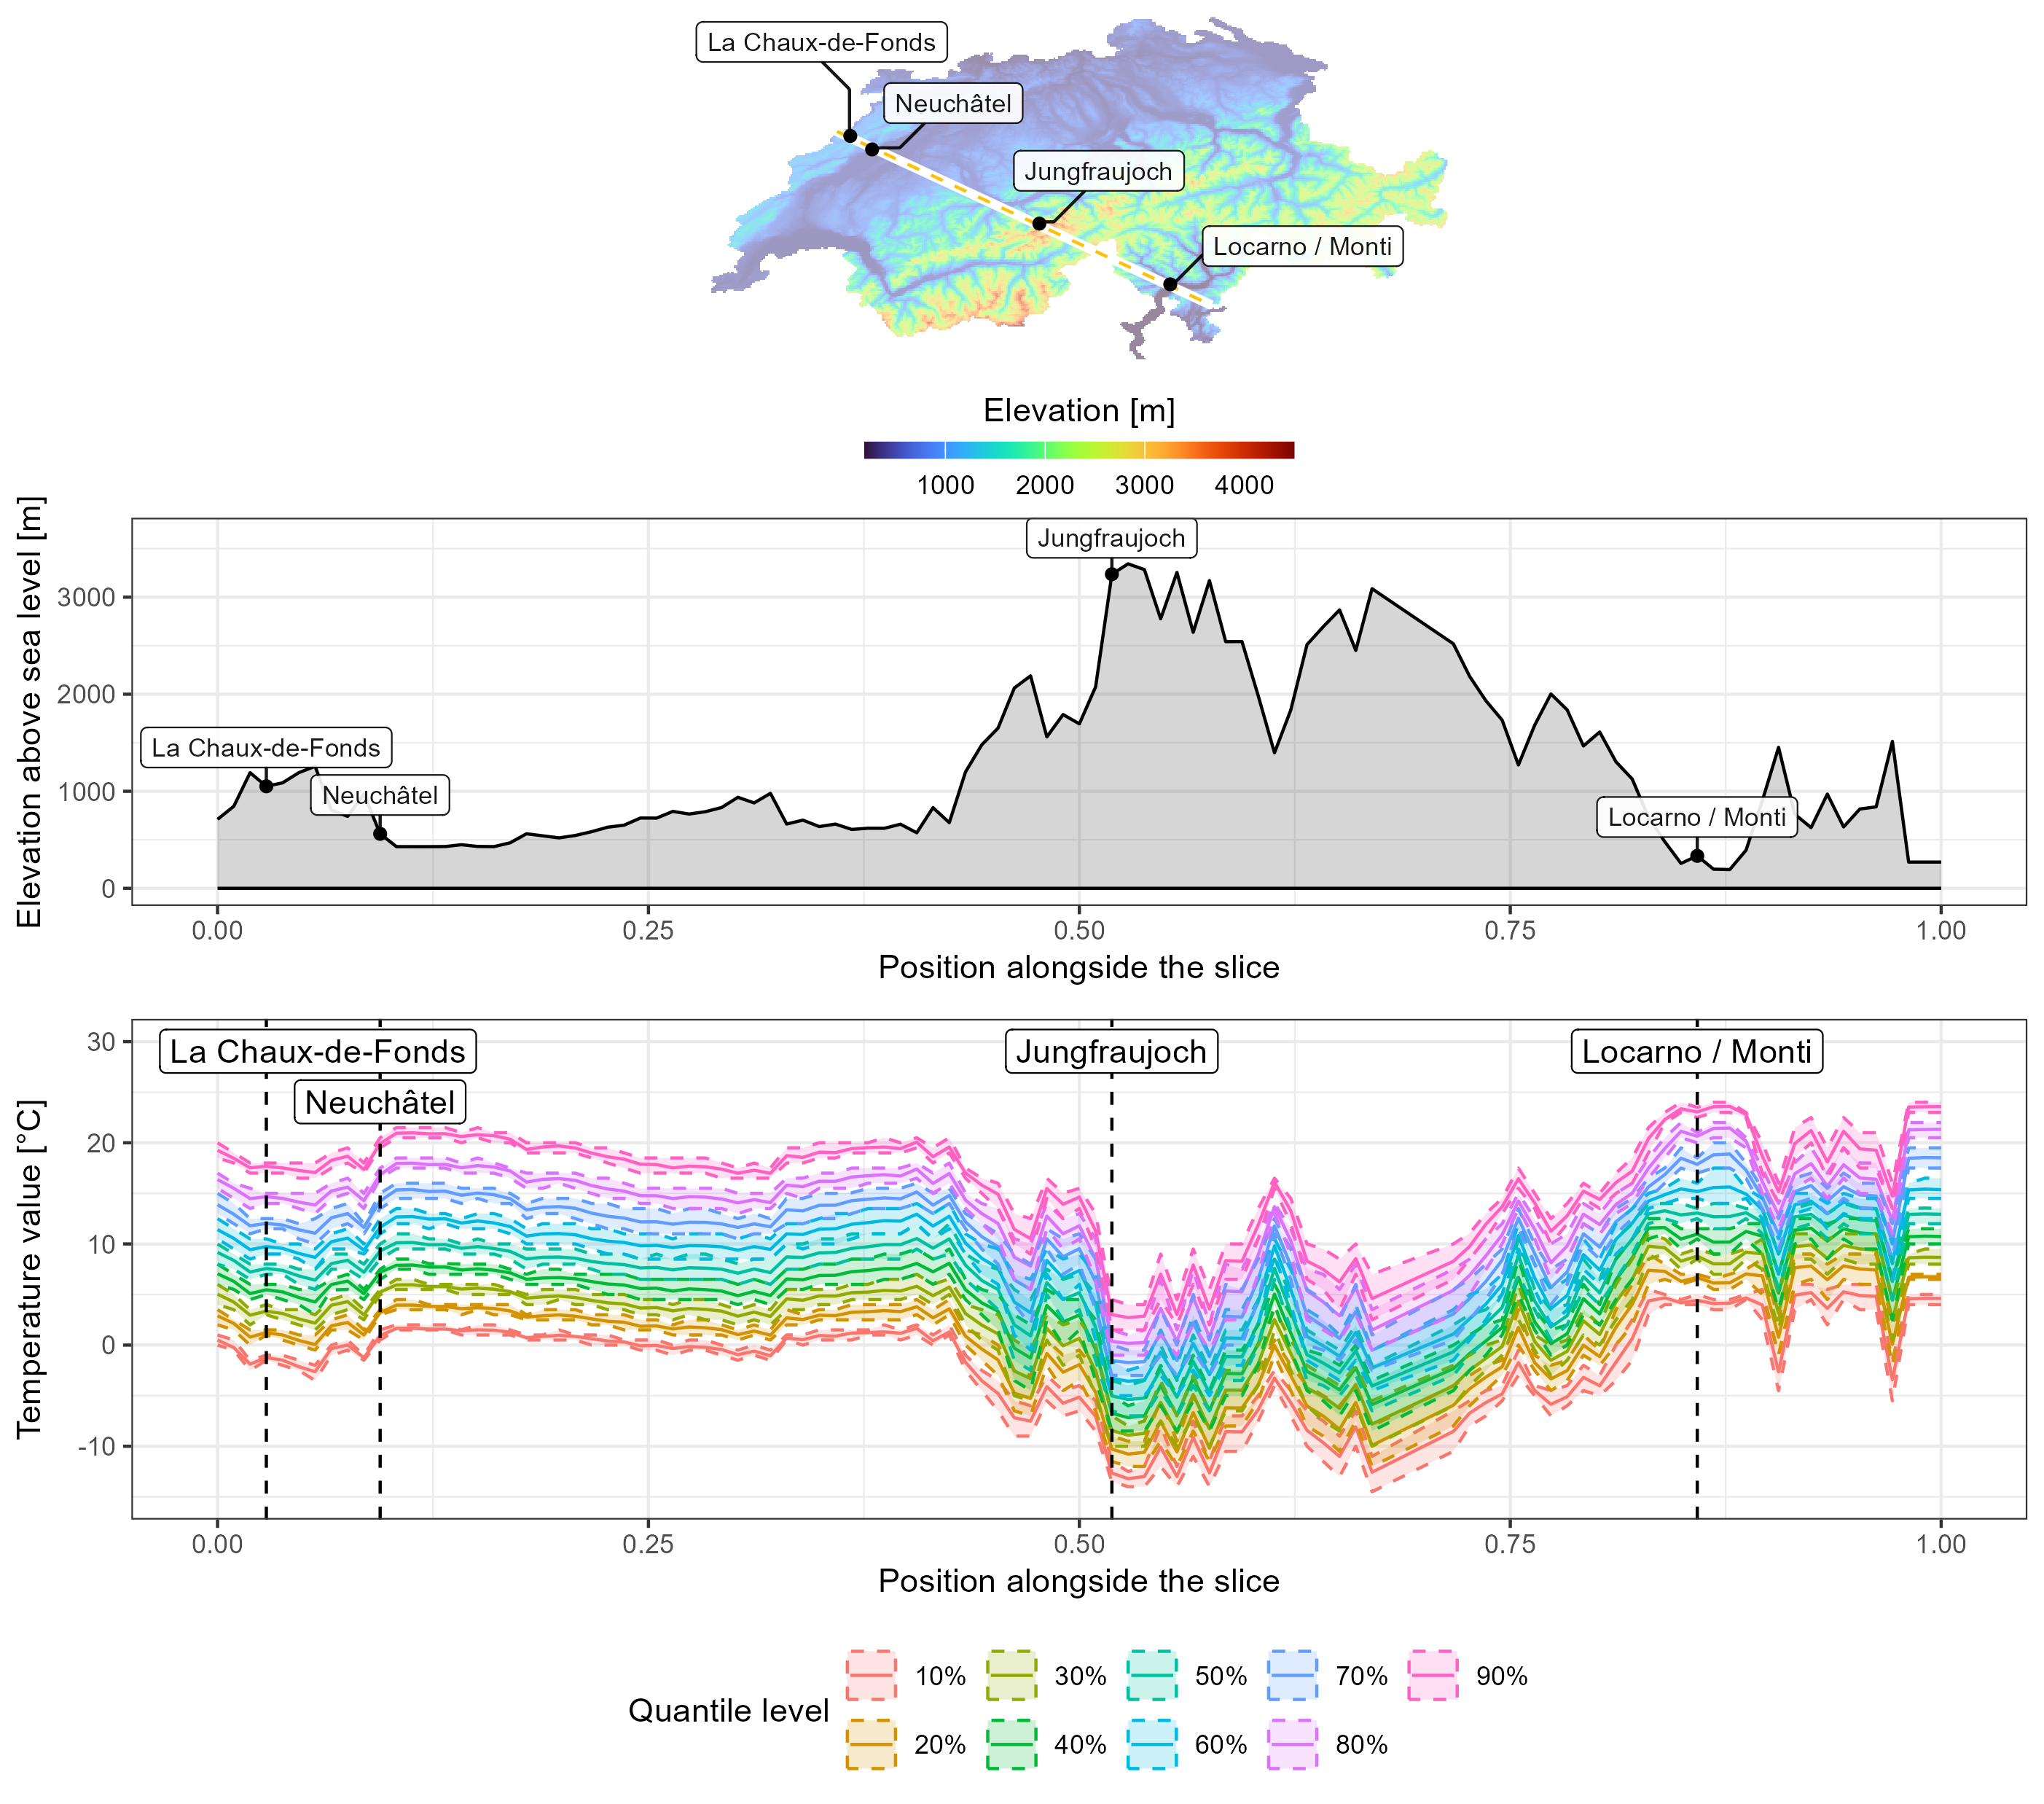 La Chaux-de-Fonds
Neuchâtel
Jungfraujoch
Locarno / Monti
Elevation [m]
1000 2000 3000 4000
Elevation above sea level [m]
3000
2000
1000
0
Jungfraujoch
La Chaux-de-Fonds
Neuchâtel
Locarno / Monti
0.00 0.25 0.50 0.75 1.00
Position alongside the slice
Temperature value [°C]
30
20
10
0
-10
La Chaux-de-Fonds
Neuchâtel
Jungfraujoch
Locarno / Monti
0.00 0.25 0.50 0.75 1.00
Position alongside the slice
Quantile level
10% 30% 50% 70% 90%
20% 40% 60% 80%